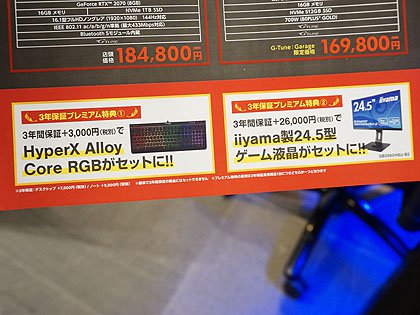 GeForce RTX™ 2070 (8GB)
16GB メモリ
NVMe 1TB SSD
16.1型フルHDノングレア (1920×1080) 144Hz対応
IEEE 802.11 ac/a/b/g/n準拠 (最大433Mbps対応)
Bluetooth 5モジュール内蔵
店頭価格 184,800円
16GB メモリ
NVMe 512GB SSD
700W (80PLUS® GOLD)
G-Tune : Garage
限定価格 169,800円
3年保証プレミアム特典①
3年間保証+3,000円(税別)で
HyperX Alloy
Core RGBがセットに!!
3年保証プレミアム特典②
3年間保証+26,000円(税別)で
iiyama製24.5型
ゲーム液晶がセットに!!
iiyama
24.5"